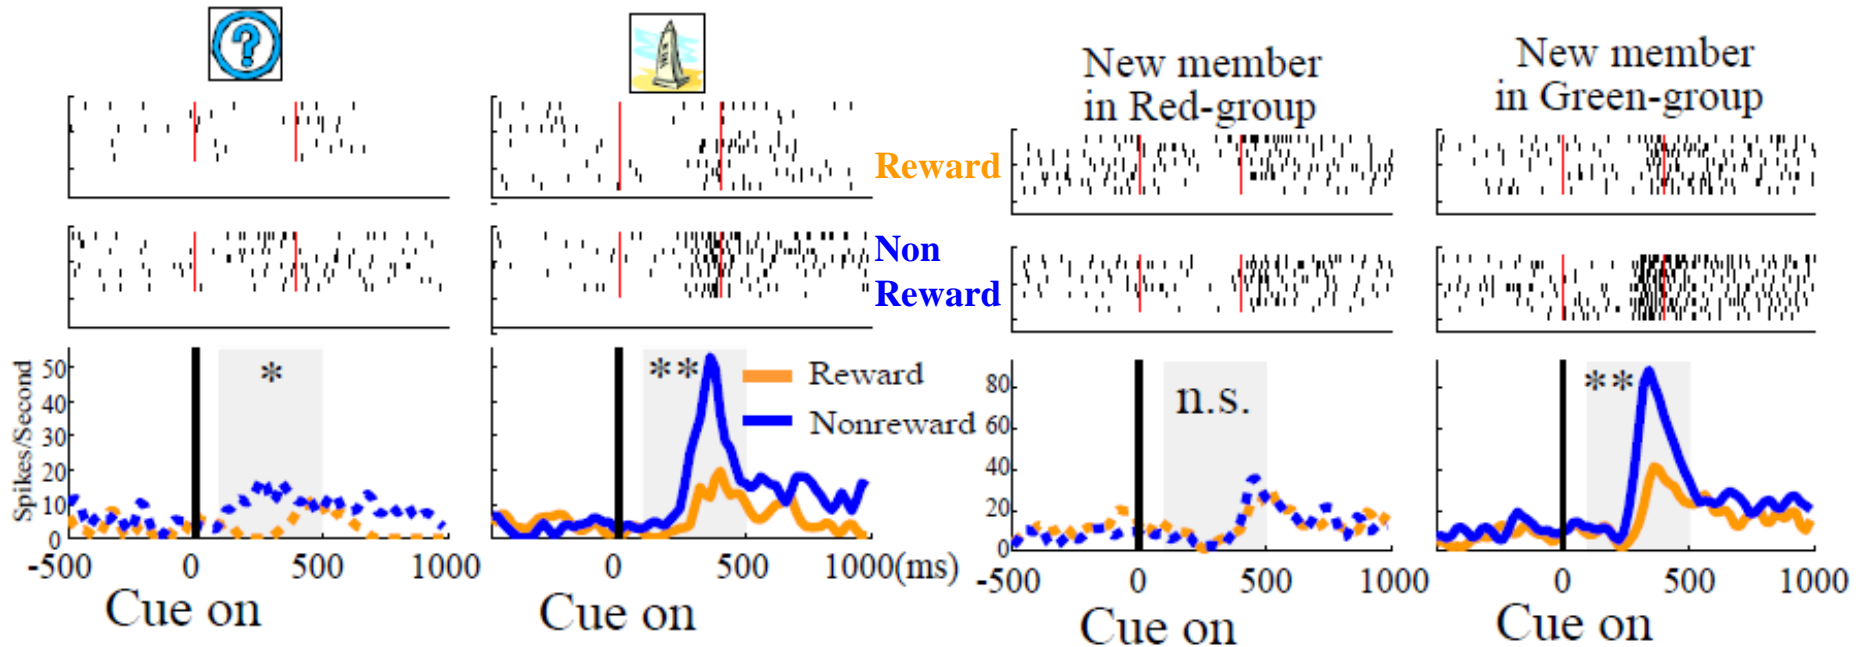 ?
New member
in Red-group
New member
in Green-group
Reward
Non
Reward
Spikes/Second
50
40
30
20
10
0
*
**
Reward
Nonreward
80
60
40
20
0
n.s.
**
-500 0 500 1000
0 500 1000(ms)
-500 0 500 1000
0 500 1000
Cue on
Cue on
Cue on
Cue on